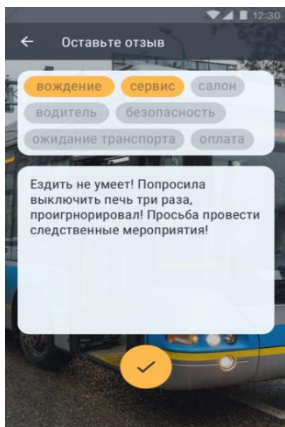 12:30
Оставьте отзыв
вождение сервис салон
водитель безопасность
ожидание транспорта оплата
Ездить не умеет! Попросила
выключить печь три раза,
проигрнорировал! Просьба провести
следственные мероприятия!